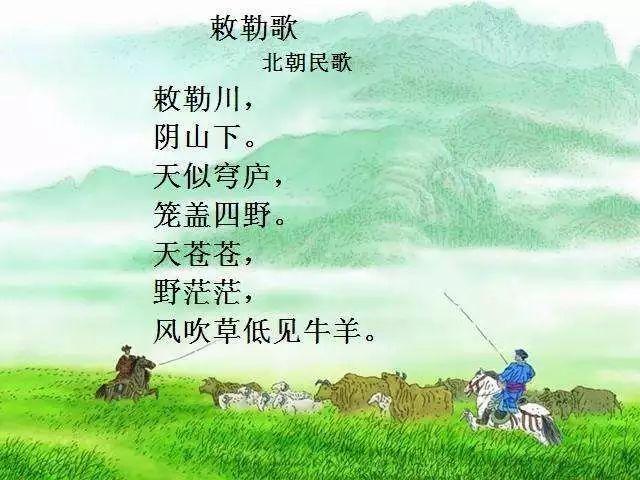 敕勒歌
北朝民歌
敕勒川，
阴山下。
天似穹庐，
笼盖四野。
天苍苍，
野茫茫，
风吹草低见牛羊。